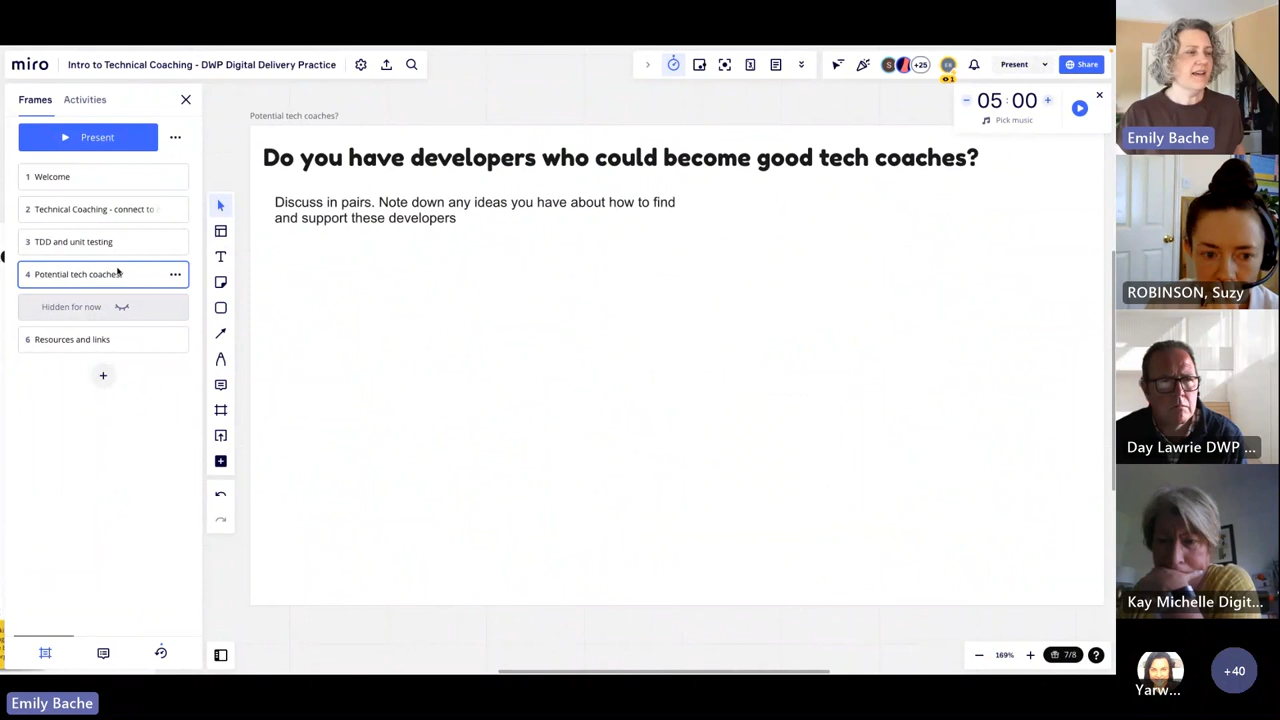 miro
Intro to Technical Coaching - DWP Digital Delivery Practice
+25
Present
Share
Frames
Activities
Present
1 Welcome
2 Technical Coaching - connect to
3 TDD and unit testing
4 Potential tech coaches?
Hidden for now
6 Resources and links
Potential tech coaches?
05 : 00
Pick music
Do you have developers who could become good tech coaches?
Discuss in pairs. Note down any ideas you have about how to find
and support these developers
169%
7/8
Emily Bache
ROBINSON, Suzy
Day Lawrie DWP ...
Kay Michelle Digit...
Yarw...
+40
Emily Bache